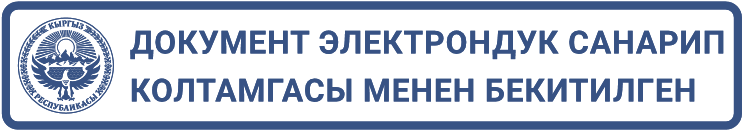 ДОКУМЕНТ ЭЛЕКТРОНДУК САНАРИП
КОЛТАМГАСЫ МЕНЕН БЕКИТИЛГЕН
КЫРГЫЗ
РЕСПУБЛИКАСЫ